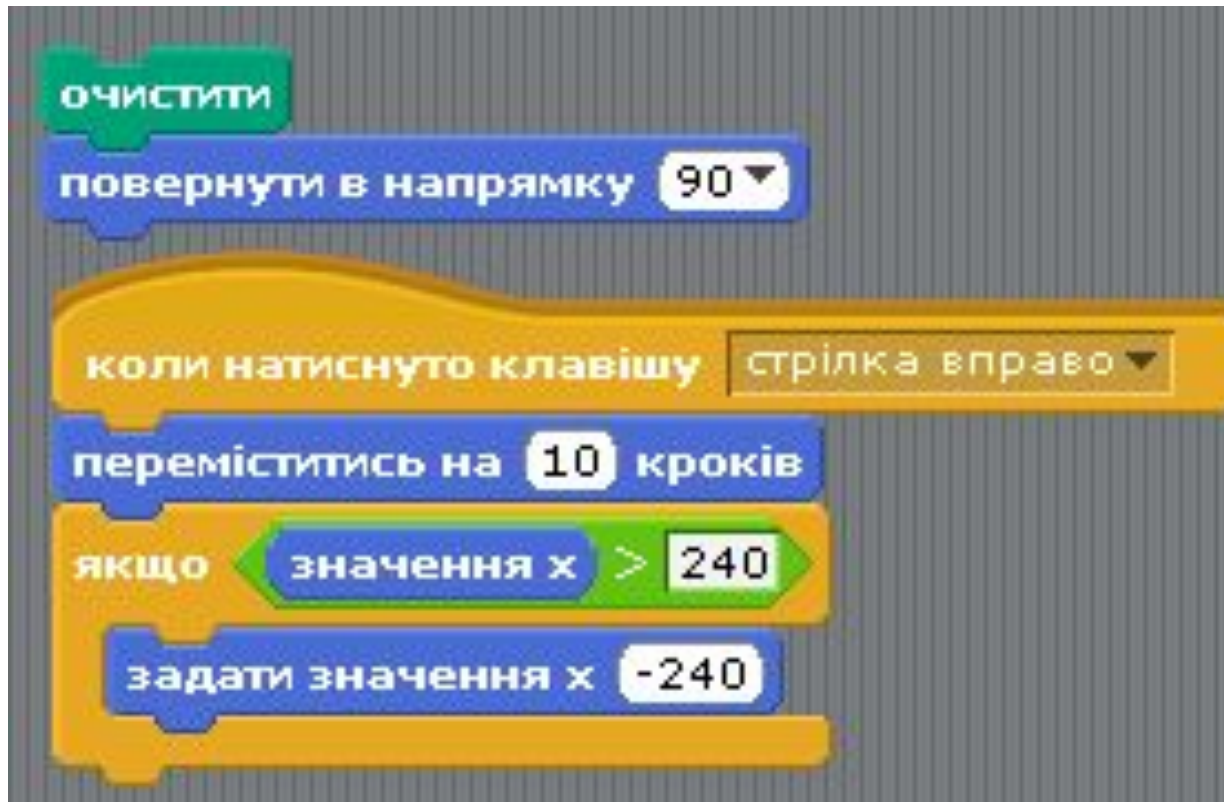 очистити
повернути в напрямку 90
коли натиснуто клавішу стрілка вправо
переміститись на 10 кроків
якщо значення x > 240
задати значення x -240